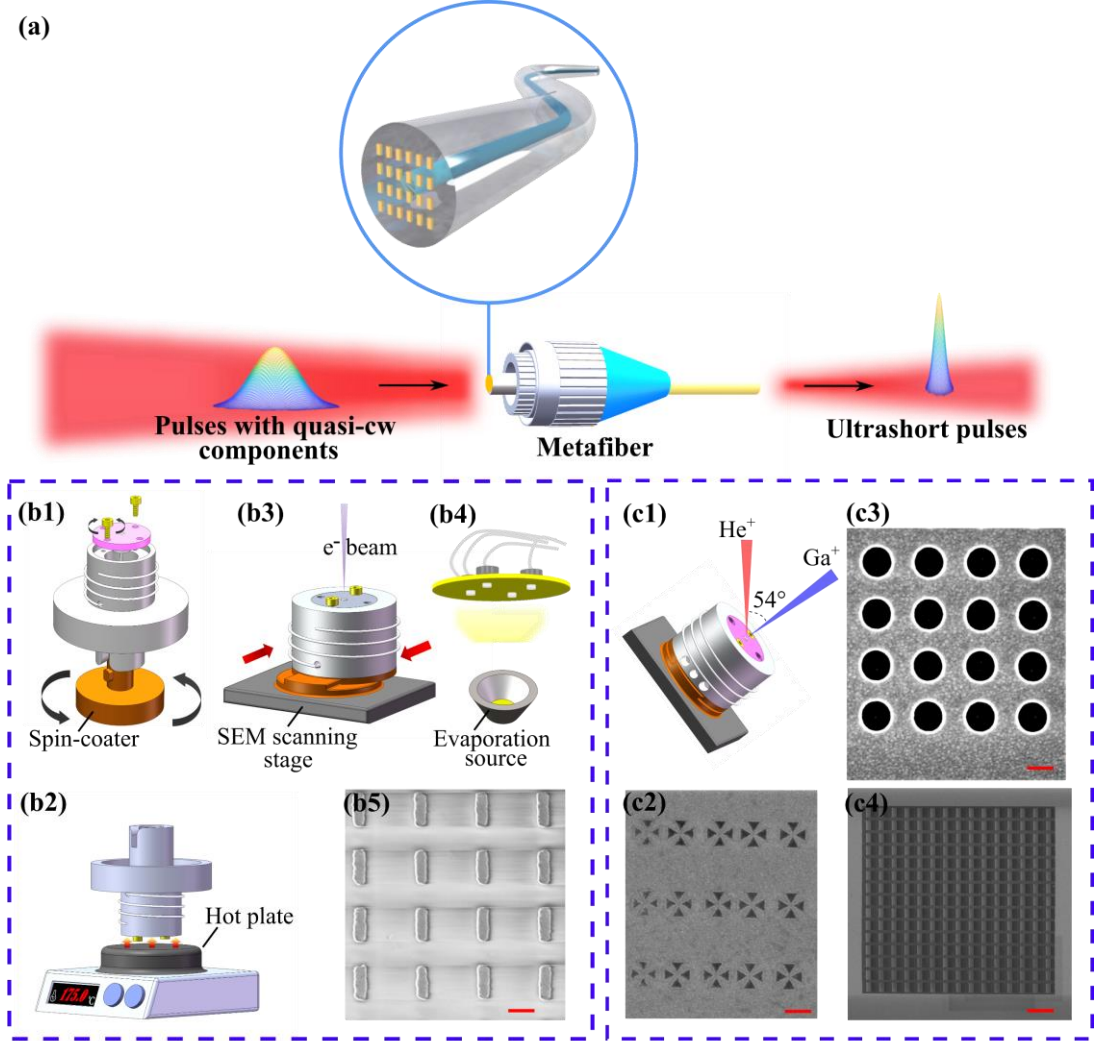 (a)
Pulses with quasi-cw
components
Metafiber
Ultrashort pulses
(b1)
Spin-coater
(b3)
e- beam
SEM scanning
stage
(b4)
Evaporation
source
(b2)
Hot plate
175.0 °C
(b5)
(c1)
He+
Ga+
54°
(c3)
(c2)
(c4)